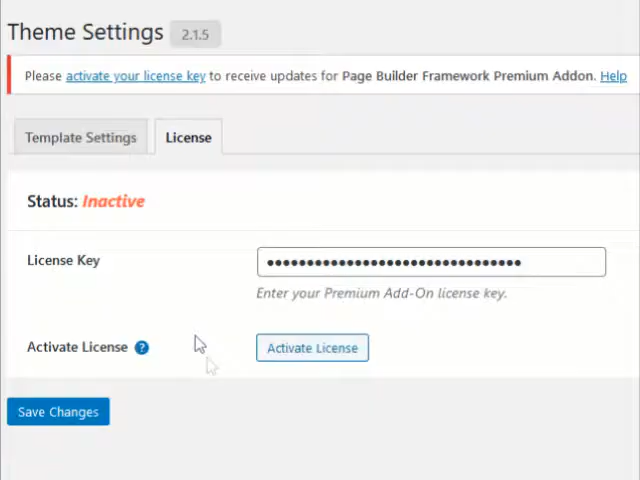 Theme Settings 2.1.5
Please activate your license key to receive updates for Page Builder Framework Premium Addon. Help
Template Settings License
Status: Inactive
License Key ••••••••••••••••••••••••••••••••
Enter your Premium Add-On license key.
Activate License ? Activate License
Save Changes